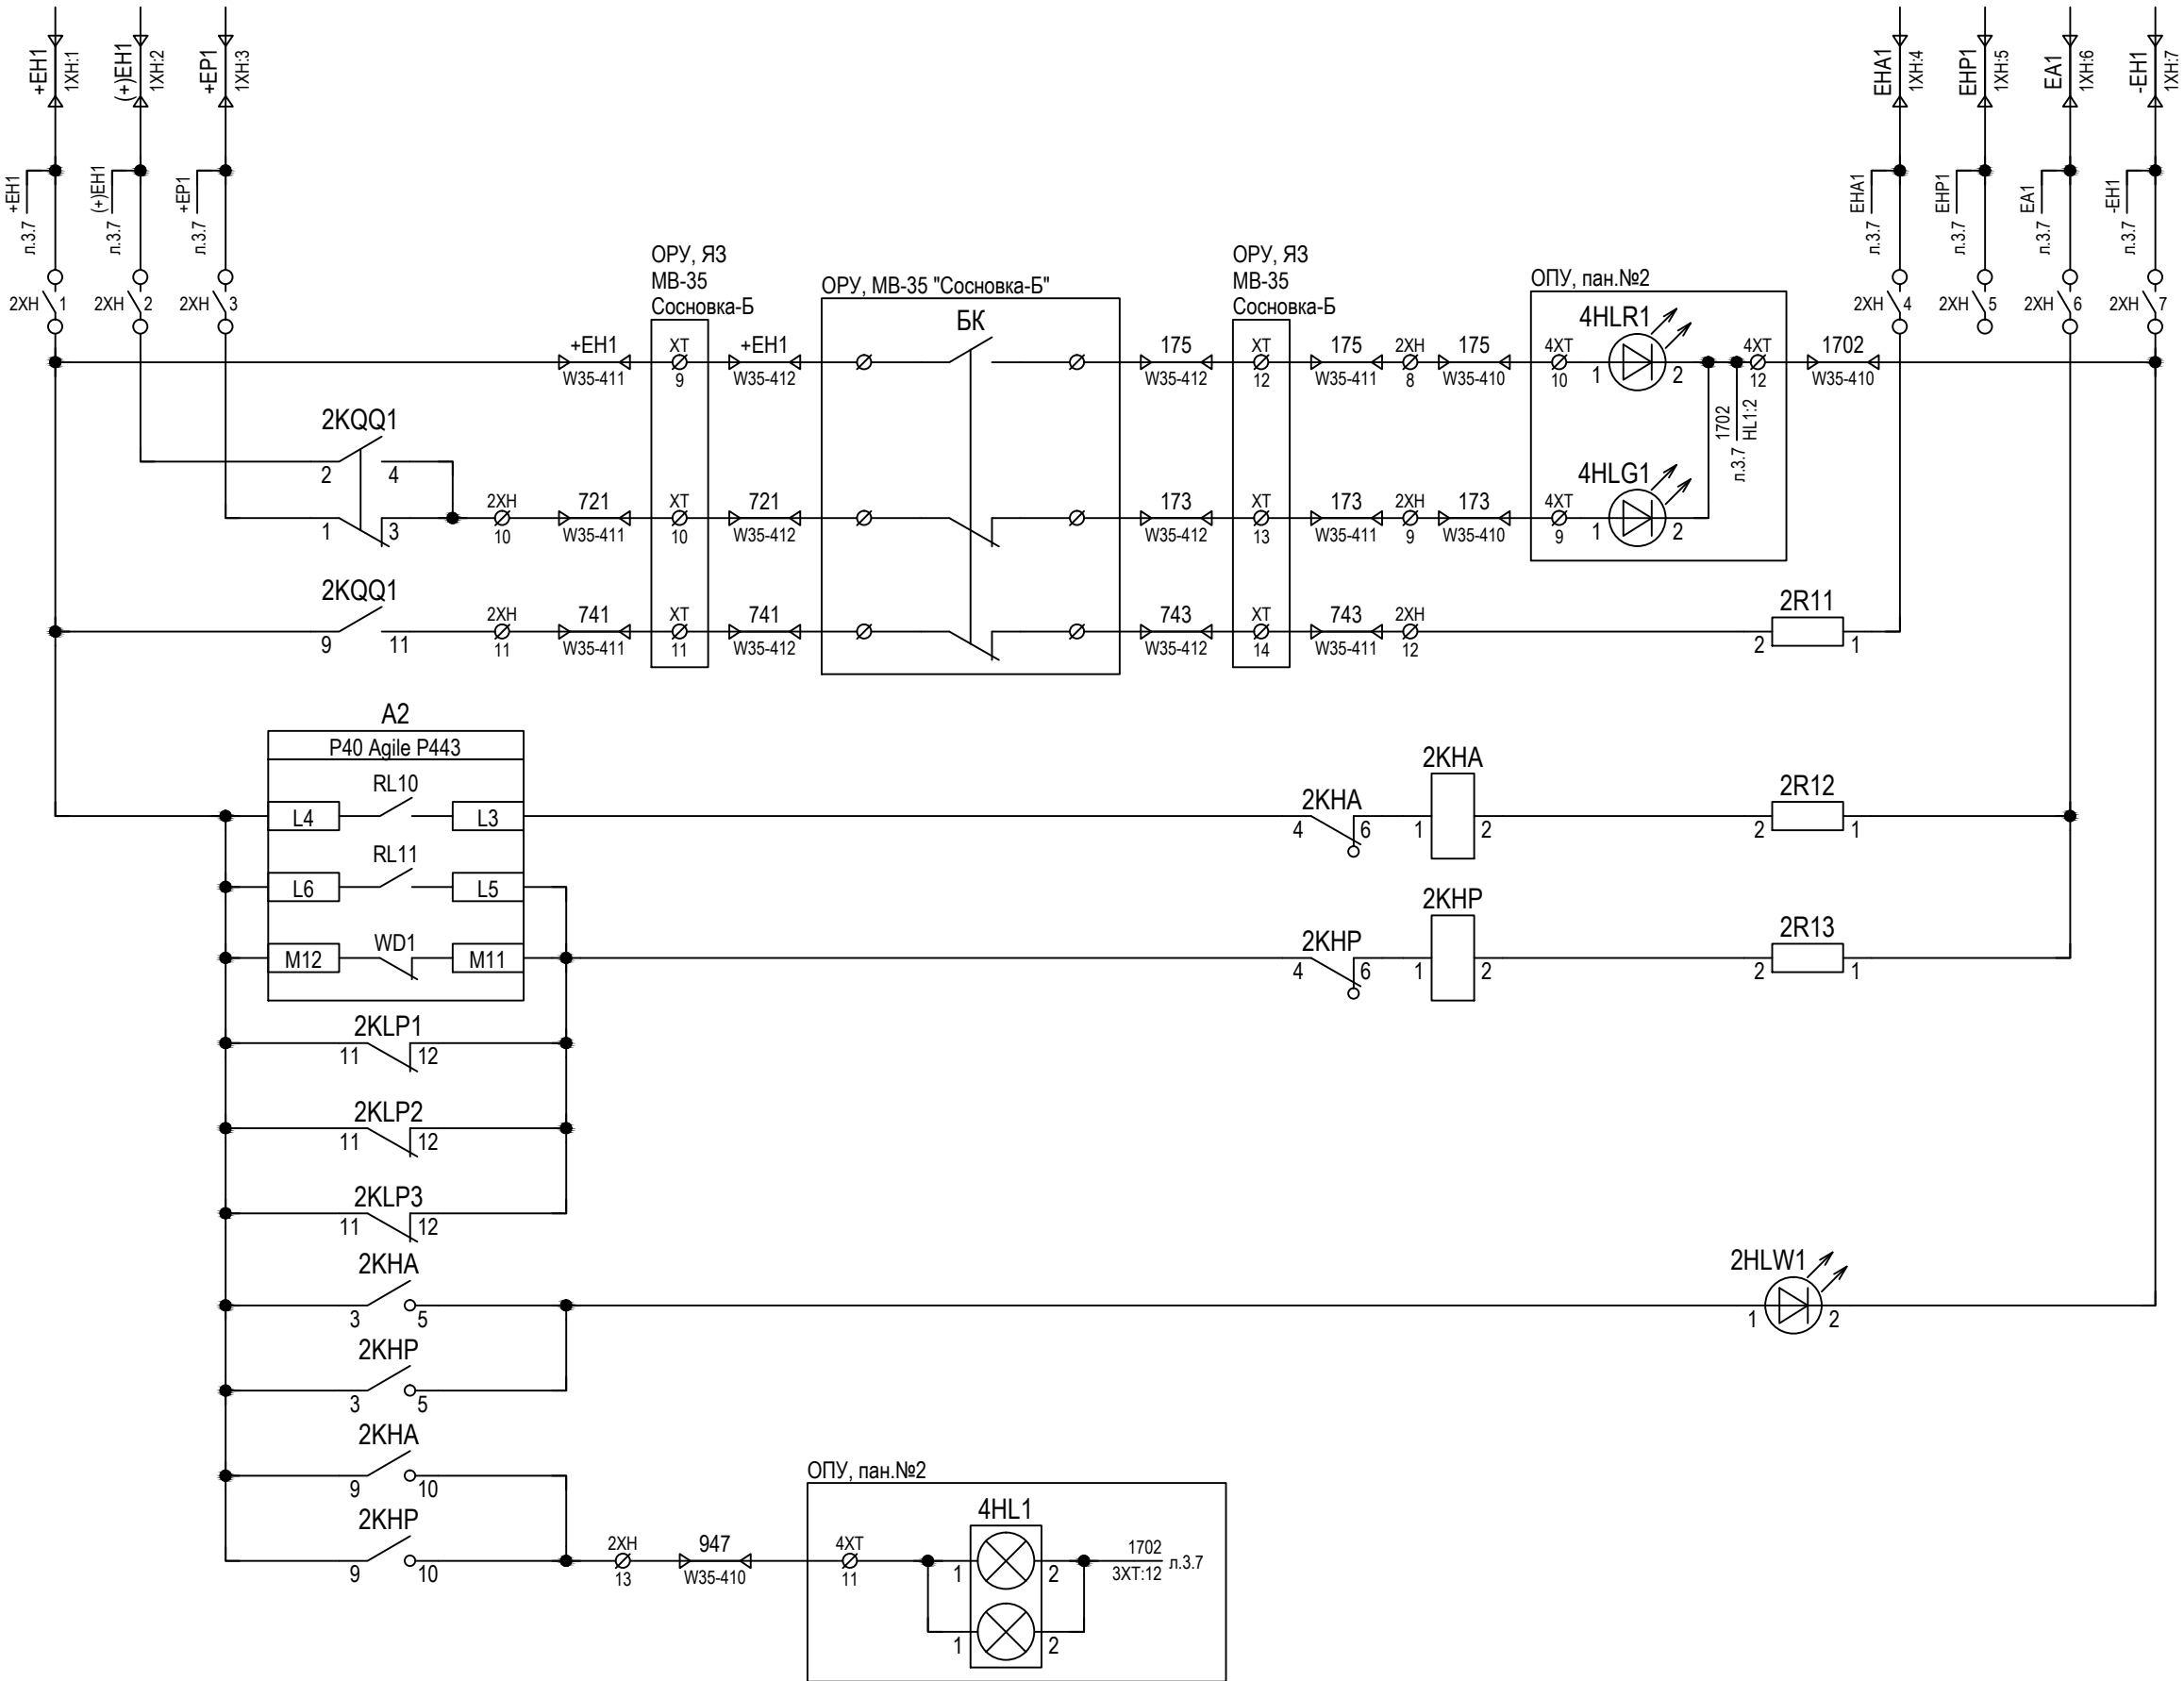 +EH1
1XH:1
(+)EH1
1XH:2
+EP1
1XH:3
EHA1
1XH:4
EHP1
1XH:5
EA1
1XH:6
-EH1
1XH:7
+EH1
л.3.7
(+)EH1
л.3.7
+EP1
л.3.7
EHA1
л.3.7
EHP1
л.3.7
EA1
л.3.7
-EH1
л.3.7
2XH 1
2XH 2
2XH 3
2XH 4
2XH 5
2XH 6
2XH 7
ОРУ, ЯЗ
МВ-35
Сосновка-Б
ОРУ, МВ-35 "Сосновка-Б"
ОРУ, ЯЗ
МВ-35
Сосновка-Б
ОПУ, пан.№2
+EH1
W35-411
XT
9
+EH1
W35-412
БК
175
W35-412
XT
12
175
W35-411
2XH
8
175
W35-410
4XT
10
4HLR1
1 2
4XT
12
1702
W35-410
1702
HL1:2
л.3.7
2KQQ1
2 4
1 3
2XH
10
721
W35-411
XT
10
721
W35-412
173
W35-412
XT
13
173
W35-411
2XH
9
173
W35-410
4XT
9
4HLG1
1 2
2KQQ1
9 11
2XH
11
741
W35-411
XT
11
741
W35-412
743
W35-412
XT
14
743
W35-411
2XH
12
2R11
2 1
A2
P40 Agile P443
L4 RL10 L3
2KHA
4 6
2KHA
1 2
2R12
2 1
L6 RL11 L5
M12 WD1 M11
2KHP
4 6
2KHP
1 2
2R13
2 1
2KLP1
11 12
2KLP2
11 12
2KLP3
11 12
2KHA
3 5
2HLW1
1 2
2KHP
3 5
2KHA
9 10
2KHP
9 10
2XH
13
947
W35-410
ОПУ, пан.№2
4XT
11
4HL1
1 2
1 2
1702
3XT:12
л.3.7